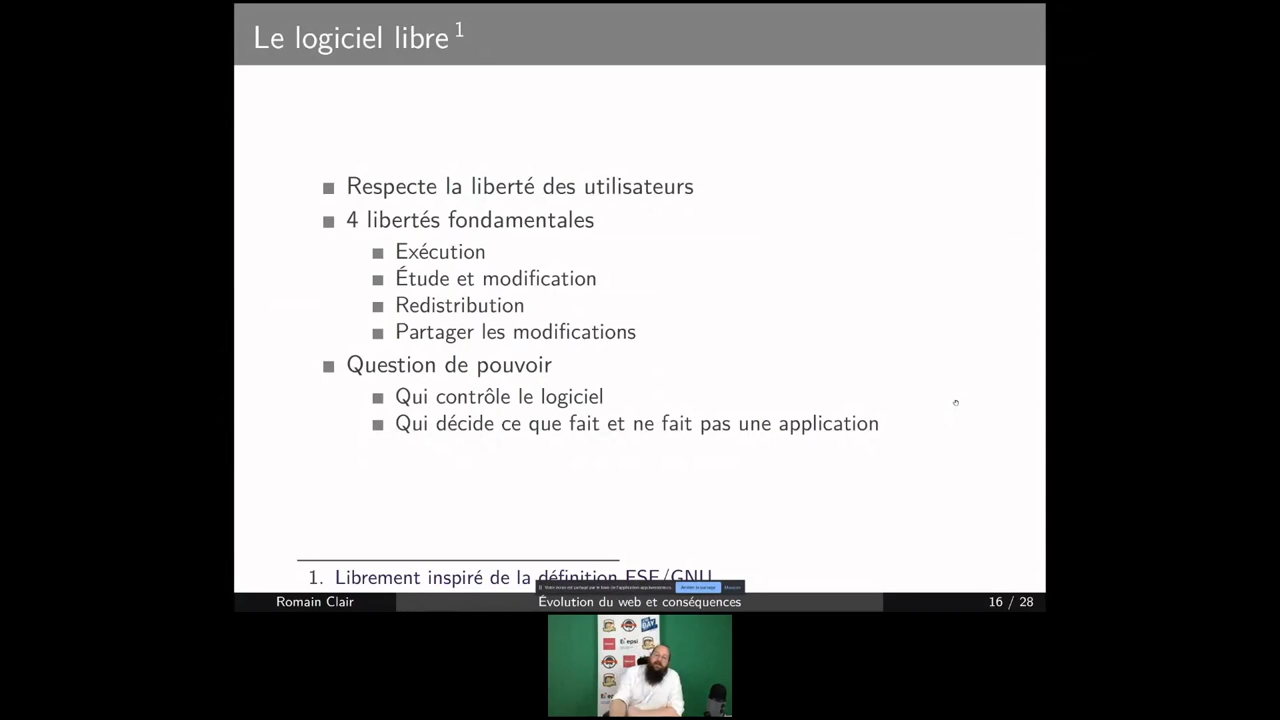 Le logiciel libre 1
Respecte la liberté des utilisateurs
4 libertés fondamentales
Exécution
Étude et modification
Redistribution
Partager les modifications
Question de pouvoir
Qui contrôle le logiciel
Qui décide ce que fait et ne fait pas une application
1. Librement inspiré de la définition FSF/GNU
Romain Clair
Évolution du web et conséquences
16 / 28
epsi